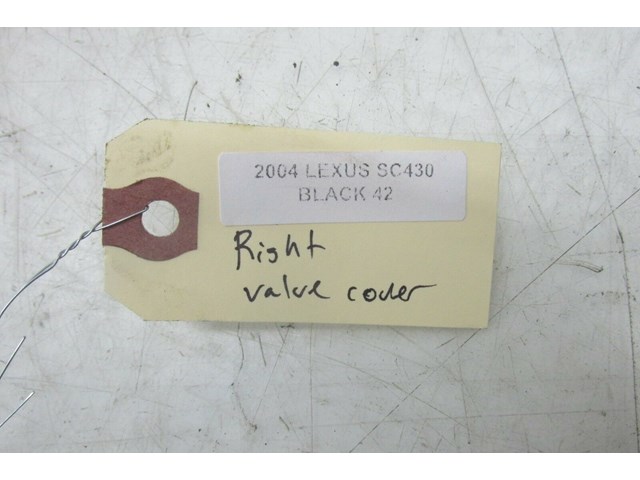 2004 LEXUS SC430
BLACK 42
Right
valve cover